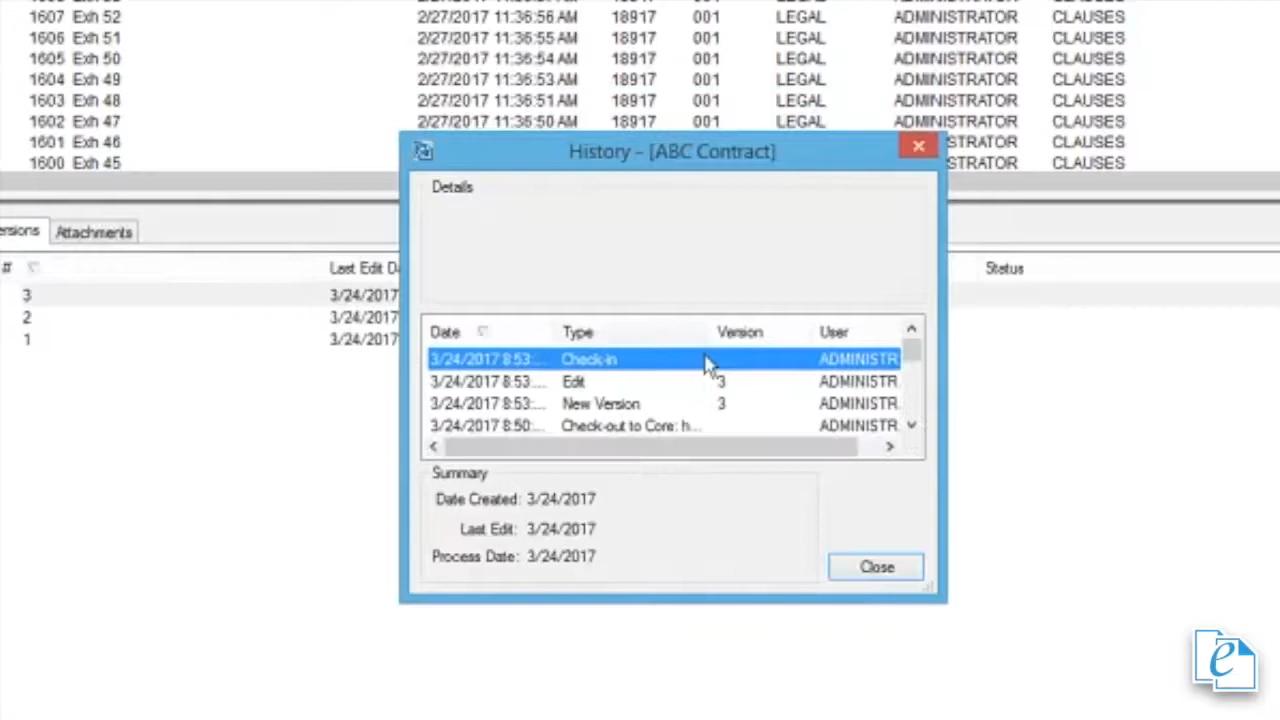 1607 Exh 52 2/27/2017 11:36:56 AM 18917 001 LEGAL ADMINISTRATOR CLAUSES
1606 Exh 51 2/27/2017 11:36:55 AM 18917 001 LEGAL ADMINISTRATOR CLAUSES
1605 Exh 50 2/27/2017 11:36:54 AM 18917 001 LEGAL ADMINISTRATOR CLAUSES
1604 Exh 49 2/27/2017 11:36:53 AM 18917 001 LEGAL ADMINISTRATOR CLAUSES
1603 Exh 48 2/27/2017 11:36:51 AM 18917 001 LEGAL ADMINISTRATOR CLAUSES
1602 Exh 47 2/27/2017 11:36:50 AM 18917 001 LEGAL ADMINISTRATOR CLAUSES
1601 Exh 46 STRATOR CLAUSES
1600 Exh 45 STRATOR CLAUSES
History - [ABC Contract]
Details
ersions Attachments
# Last Edit Da Status
3 3/24/2017
2 3/24/2017
1 3/24/2017
Date Type Version User
3/24/2017 8:53:... Check-in ADMINISTR
3/24/2017 8:53:... Edit 3 ADMINISTR
3/24/2017 8:53:... New Version 3 ADMINISTR
3/24/2017 8:50:... Check-out to Core: h... ADMINISTR
Summary
Date Created: 3/24/2017
Last Edit: 3/24/2017
Process Date: 3/24/2017
Close
e